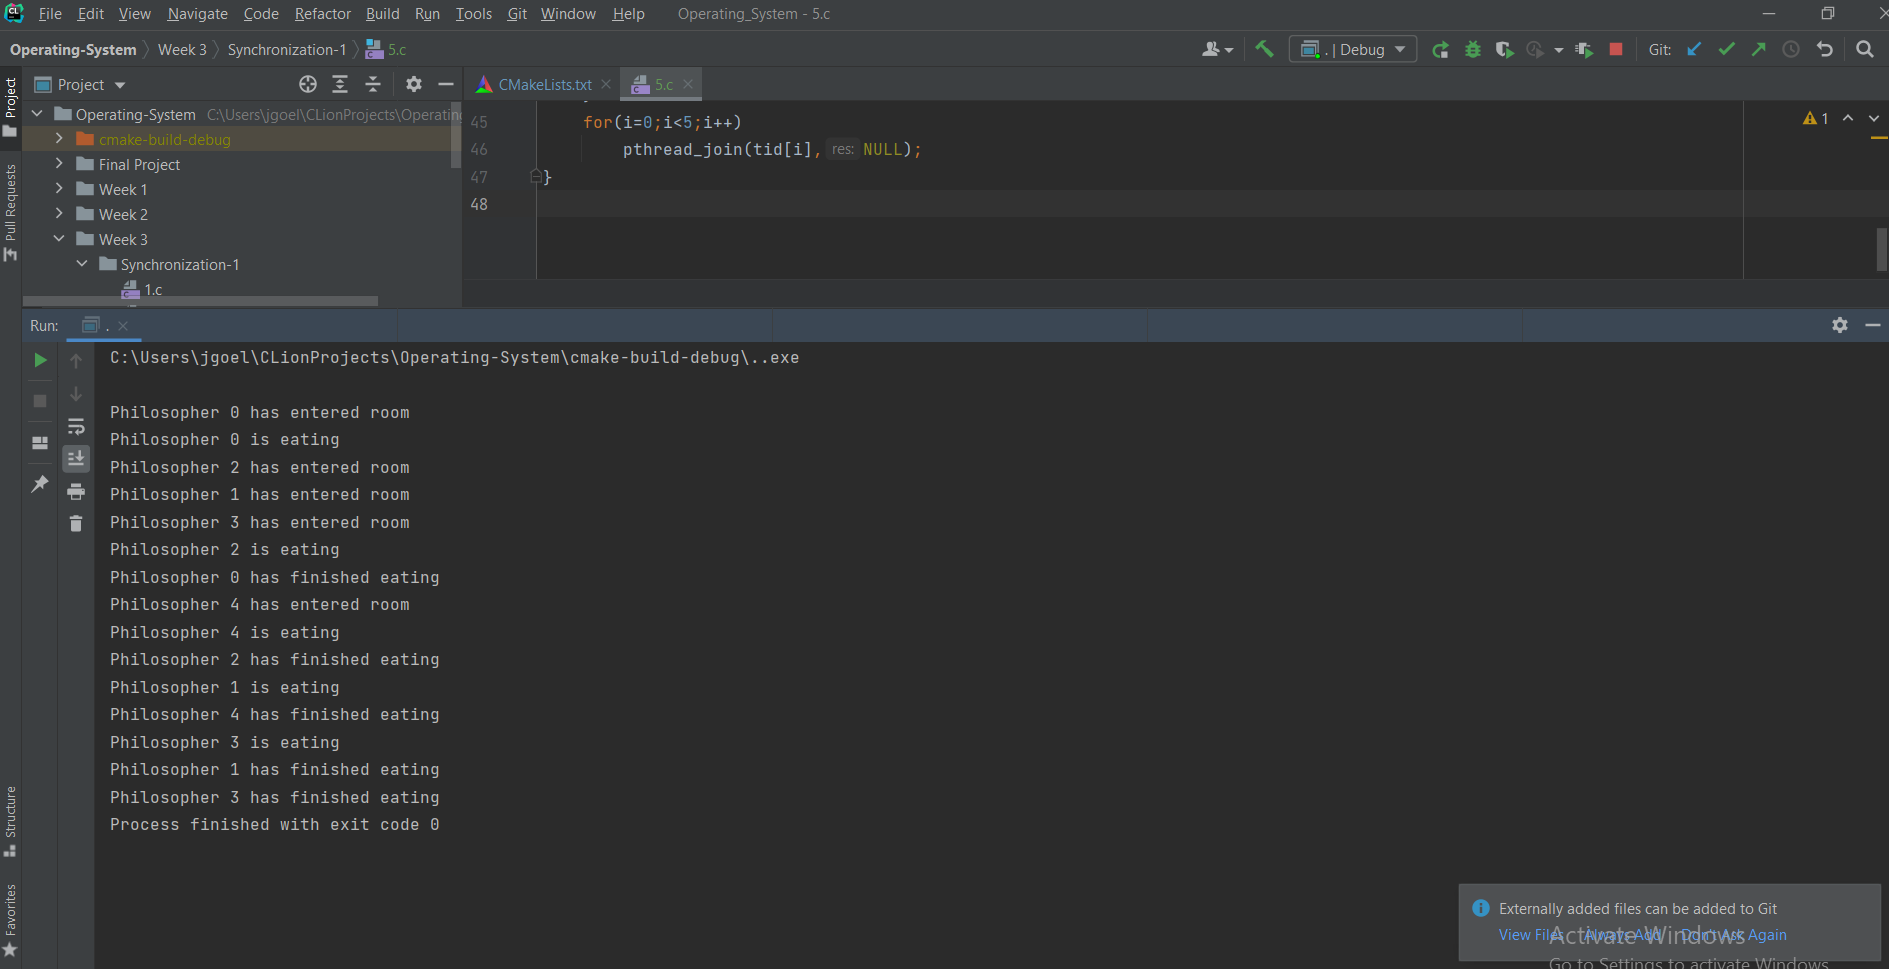 File Edit View Navigate Code Refactor Build Run Tools Git Window Help Operating_System - 5.c
Operating-System Week 3 Synchronization-1 5.c . | Debug Git:
Project CMakeLists.txt 5.c
Operating-System C:\Users\jgoel\CLionProjects\Operatin
cmake-build-debug
Final Project
Week 1
Week 2
Week 3
Synchronization-1
1.c
45 for(i=0;i<5;i++)
46 pthread_join(tid[i], res: NULL);
47 }
48
1
Project
Pull Requests
Structure
Favorites
Run: .
C:\Users\jgoel\CLionProjects\Operating-System\cmake-build-debug\..exe
Philosopher 0 has entered room
Philosopher 0 is eating
Philosopher 2 has entered room
Philosopher 1 has entered room
Philosopher 3 has entered room
Philosopher 2 is eating
Philosopher 0 has finished eating
Philosopher 4 has entered room
Philosopher 4 is eating
Philosopher 2 has finished eating
Philosopher 1 is eating
Philosopher 4 has finished eating
Philosopher 3 is eating
Philosopher 1 has finished eating
Philosopher 3 has finished eating
Process finished with exit code 0
Externally added files can be added to Git
View Files Always Add Don't Ask Again
Activate Windows
Go to Settings to activate Windows.